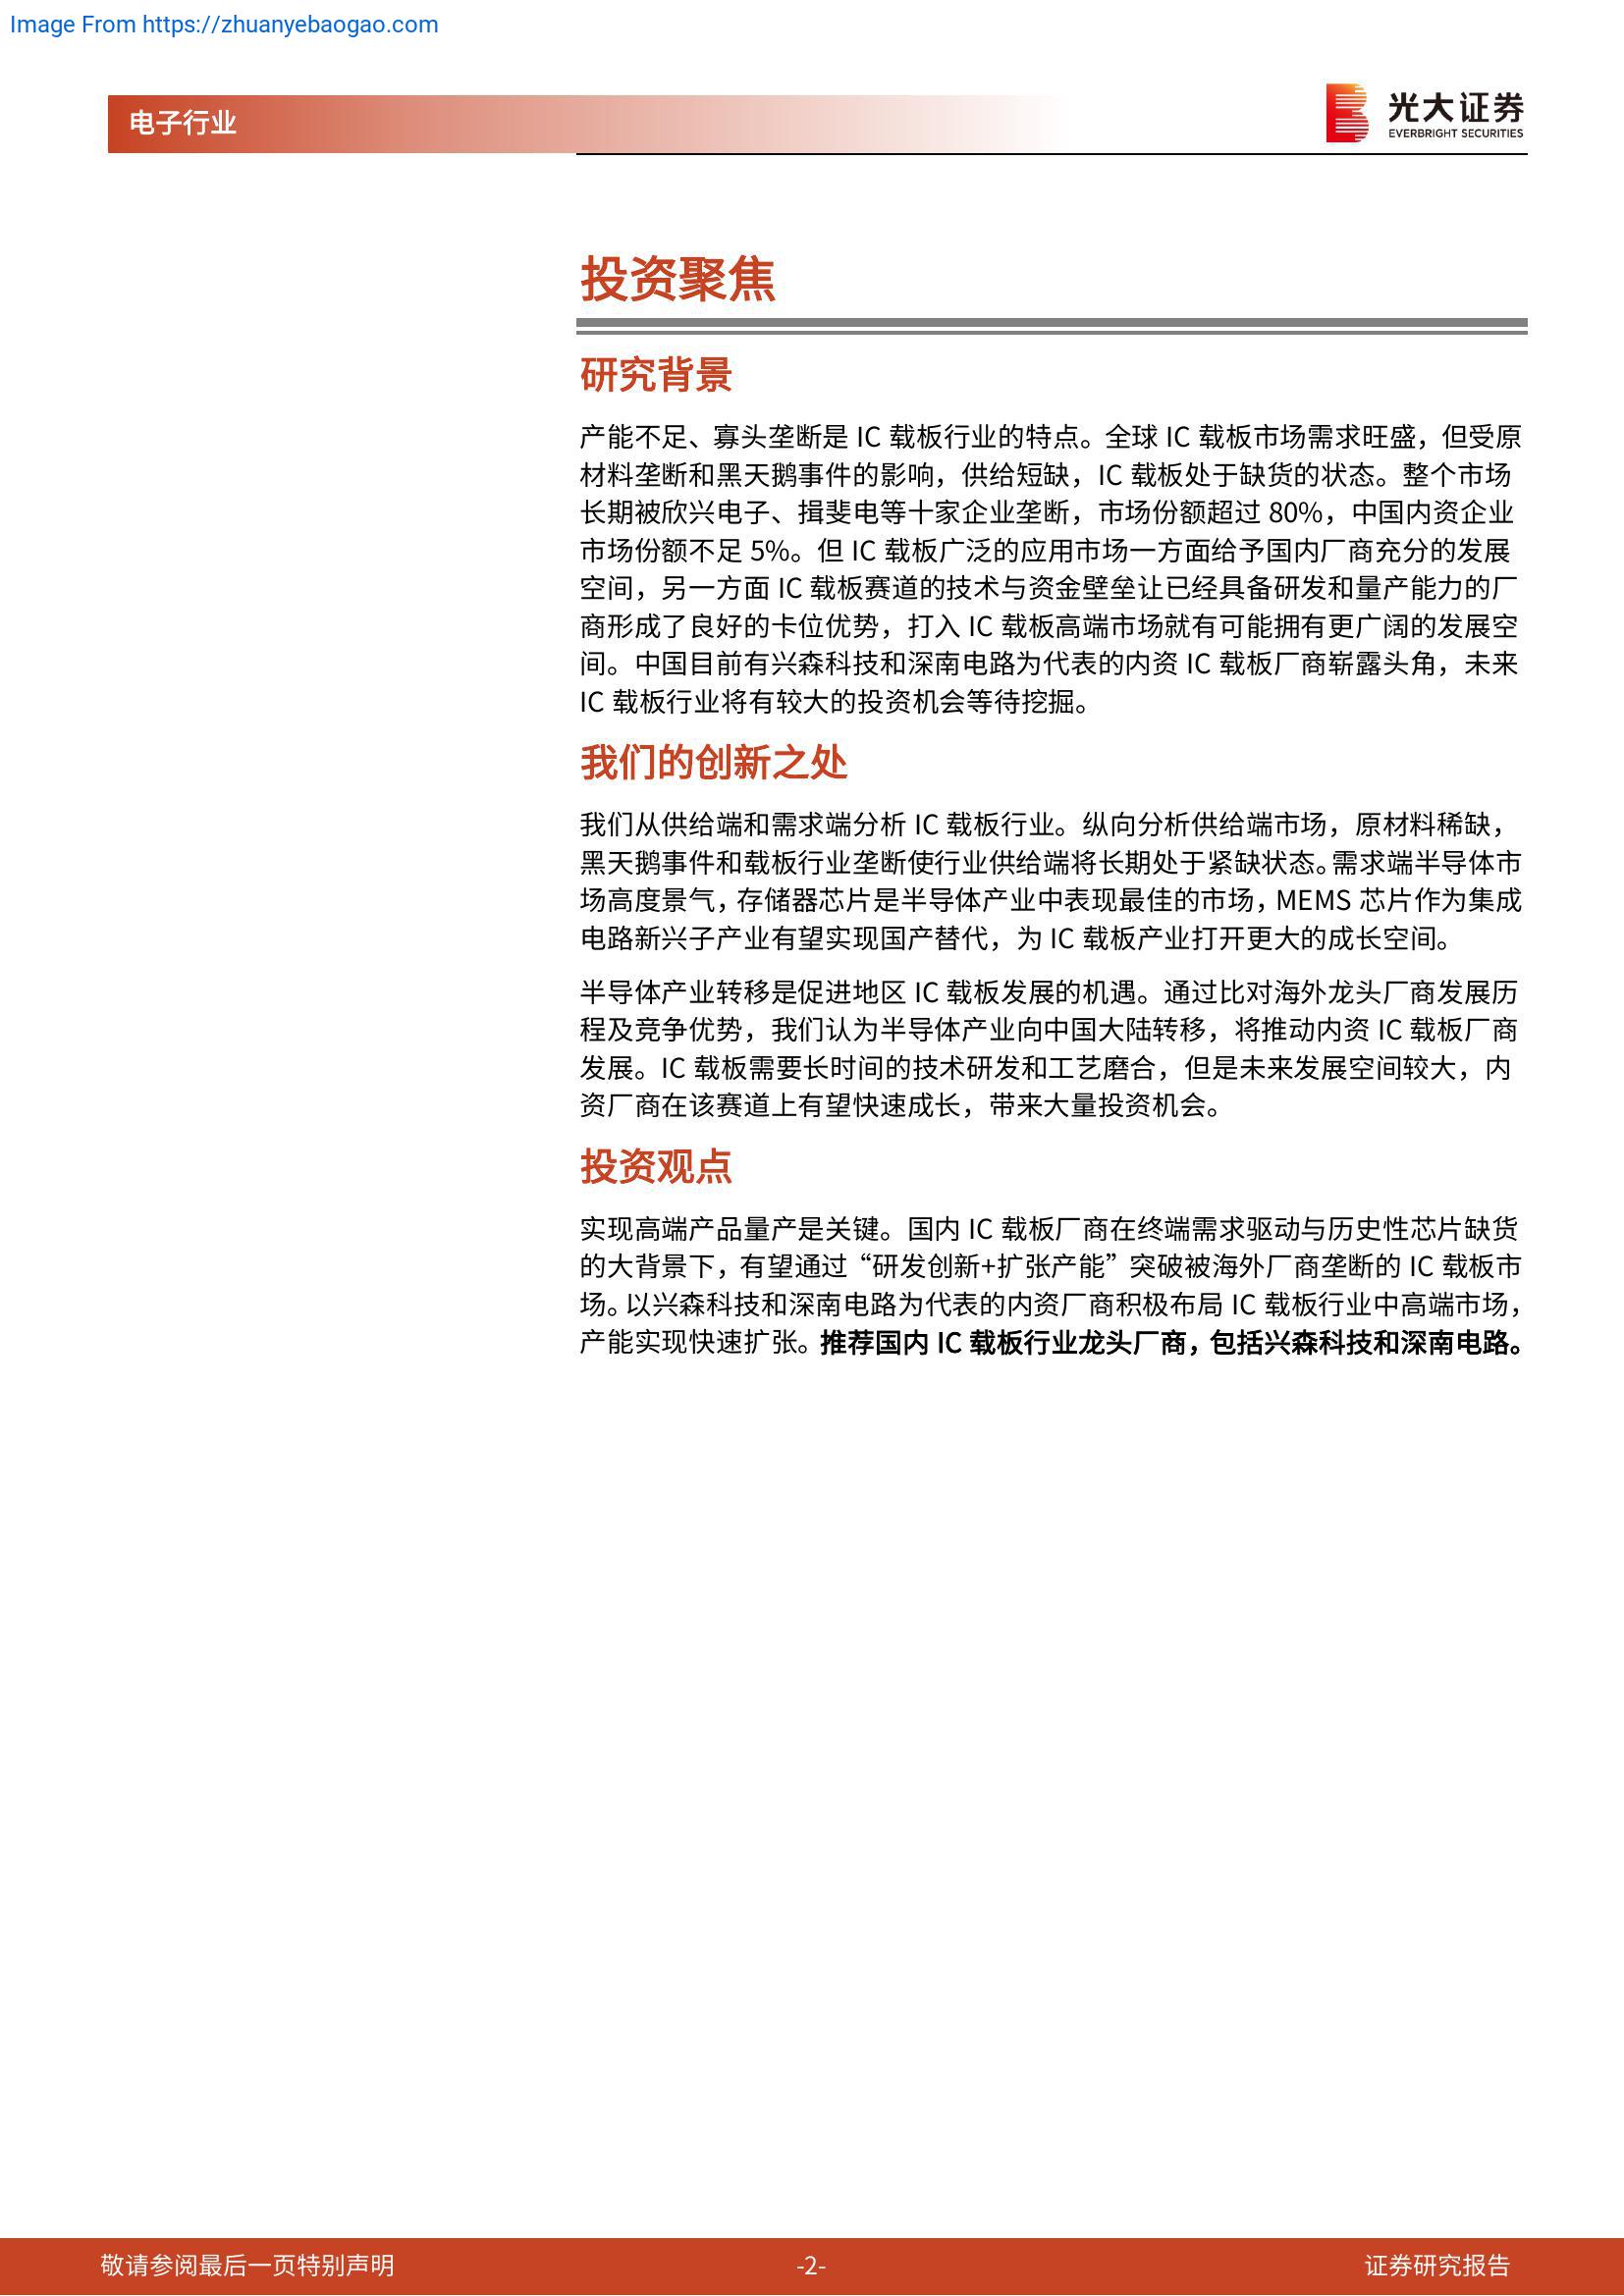 Image From https://zhuanyebaogao.com
电子行业
光大证券
EVERBRIGHT SECURITIES
投资聚焦
研究背景
产能不足、寡头垄断是 IC 载板行业的特点。全球 IC 载板市场需求旺盛，但受原
材料垄断和黑天鹅事件的影响，供给短缺，IC 载板处于缺货的状态。整个市场
长期被欣兴电子、揖斐电等十家企业垄断，市场份额超过 80%，中国内资企业
市场份额不足 5%。但 IC 载板广泛的应用市场一方面给予国内厂商充分的发展
空间，另一方面 IC 载板赛道的技术与资金壁垒让已经具备研发和量产能力的厂
商形成了良好的卡位优势，打入 IC 载板高端市场就有可能拥有更广阔的发展空
间。中国目前有兴森科技和深南电路为代表的内资 IC 载板厂商崭露头角，未来
IC 载板行业将有较大的投资机会等待挖掘。
我们的创新之处
我们从供给端和需求端分析 IC 载板行业。纵向分析供给端市场，原材料稀缺，
黑天鹅事件和载板行业垄断使行业供给端将长期处于紧缺状态。需求端半导体市
场高度景气，存储器芯片是半导体产业中表现最佳的市场，MEMS 芯片作为集成
电路新兴子产业有望实现国产替代，为 IC 载板产业打开更大的成长空间。
半导体产业转移是促进地区 IC 载板发展的机遇。通过比对海外龙头厂商发展历
程及竞争优势，我们认为半导体产业向中国大陆转移，将推动内资 IC 载板厂商
发展。IC 载板需要长时间的技术研发和工艺磨合，但是未来发展空间较大，内
资厂商在该赛道上有望快速成长，带来大量投资机会。
投资观点
实现高端产品量产是关键。国内 IC 载板厂商在终端需求驱动与历史性芯片缺货
的大背景下，有望通过“研发创新+扩张产能”突破被海外厂商垄断的 IC 载板市
场。以兴森科技和深南电路为代表的内资厂商积极布局 IC 载板行业中高端市场，
产能实现快速扩张。推荐国内 IC 载板行业龙头厂商，包括兴森科技和深南电路。
敬请参阅最后一页特别声明
-2-
证券研究报告